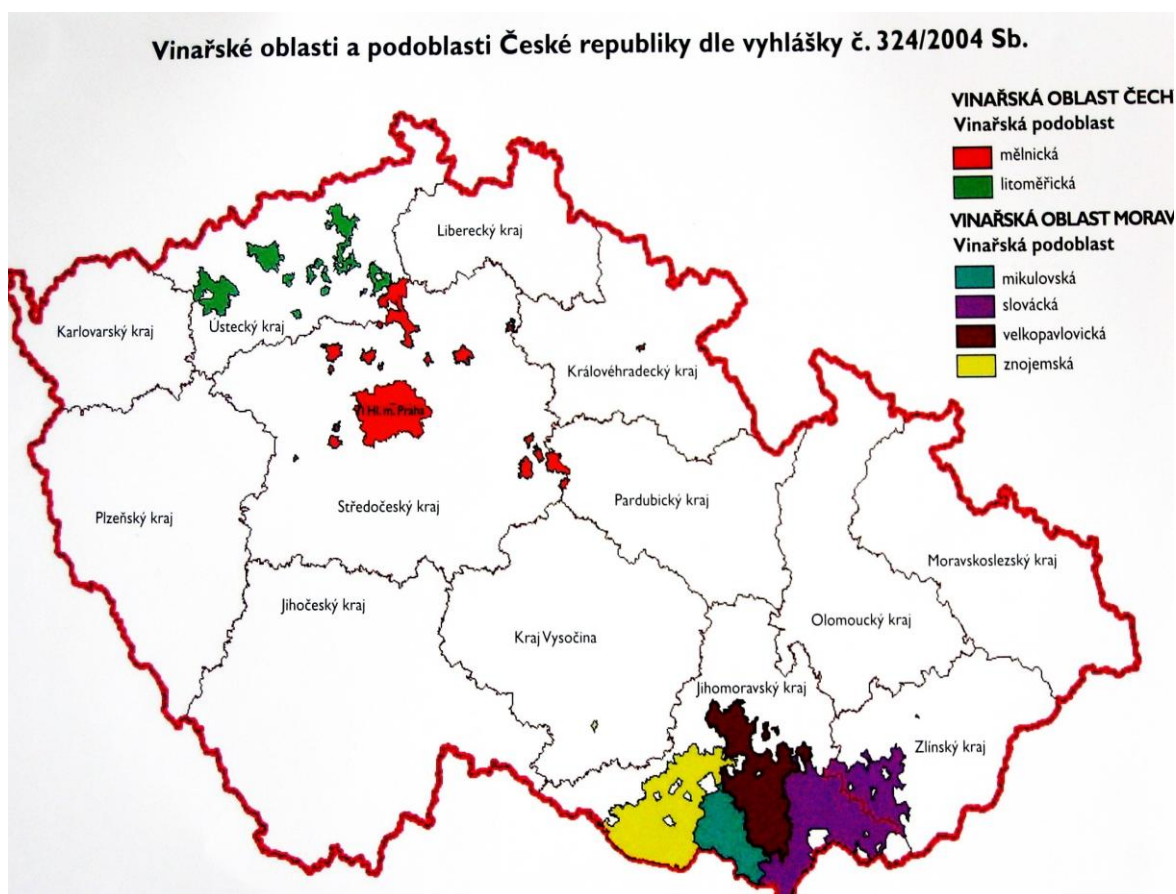 Vinařské oblasti a podoblasti České republiky dle vyhlášky č. 324/2004 Sb.
VINAŘSKÁ OBLAST ČECH
Vinařská podoblast
mělnická
litoměřická
VINAŘSKÁ OBLAST MORAV
Vinařská podoblast
mikulovská
slovácká
velkopavlovická
znojemská
Liberecký kraj
Karlovarský kraj
Ústecký kraj
Královéhradecký kraj
Hl. m. Praha
Plzeňský kraj
Středočeský kraj
Pardubický kraj
Moravskoslezský kraj
Jihočeský kraj
Kraj Vysočina
Olomoucký kraj
Jihomoravský kraj
Zlínský kraj